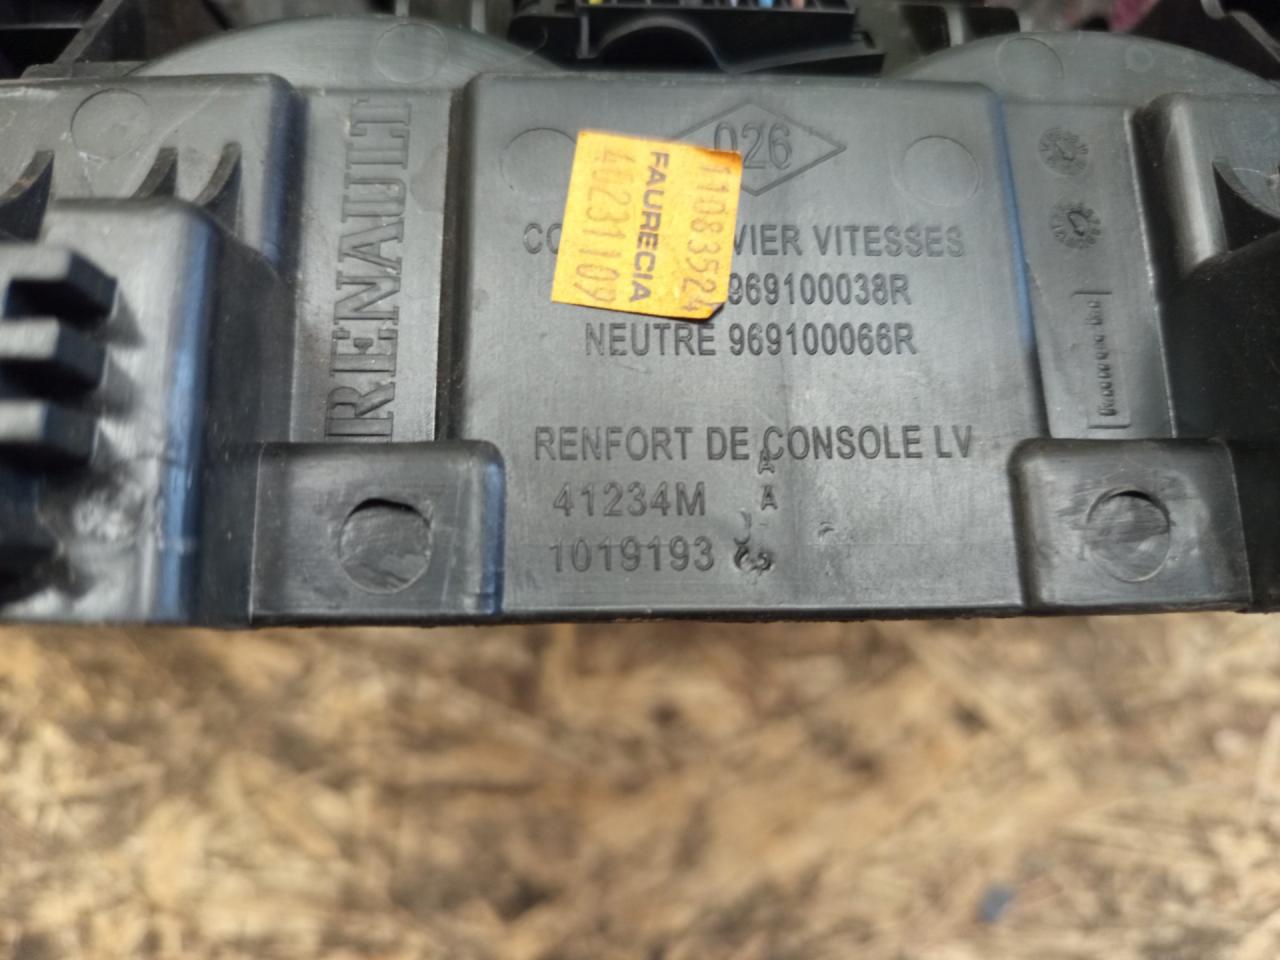 RENAULT
026
11083524
FAURECIA
40231109
VIER VITESSES
969100038R
NEUTRE 969100066R
RENFORT DE CONSOLE LV
41234M A
A
1019193